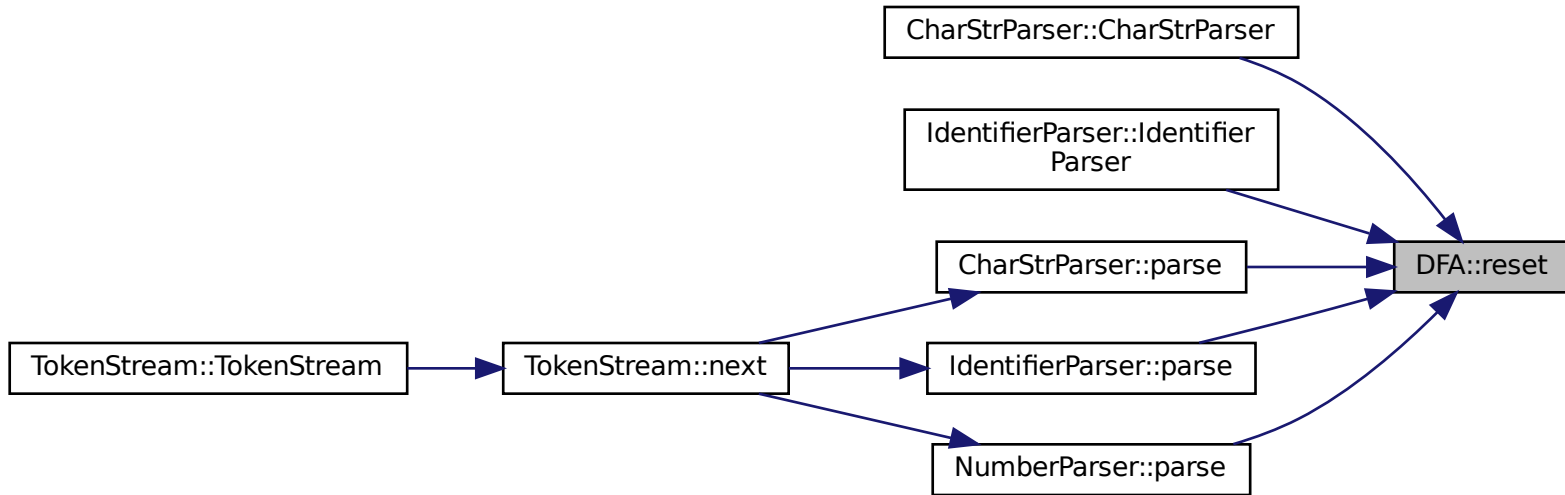 CharStrParser::CharStrParser
IdentifierParser::Identifier
Parser
CharStrParser::parse
DFA::reset
TokenStream::TokenStream
TokenStream::next
IdentifierParser::parse
NumberParser::parse